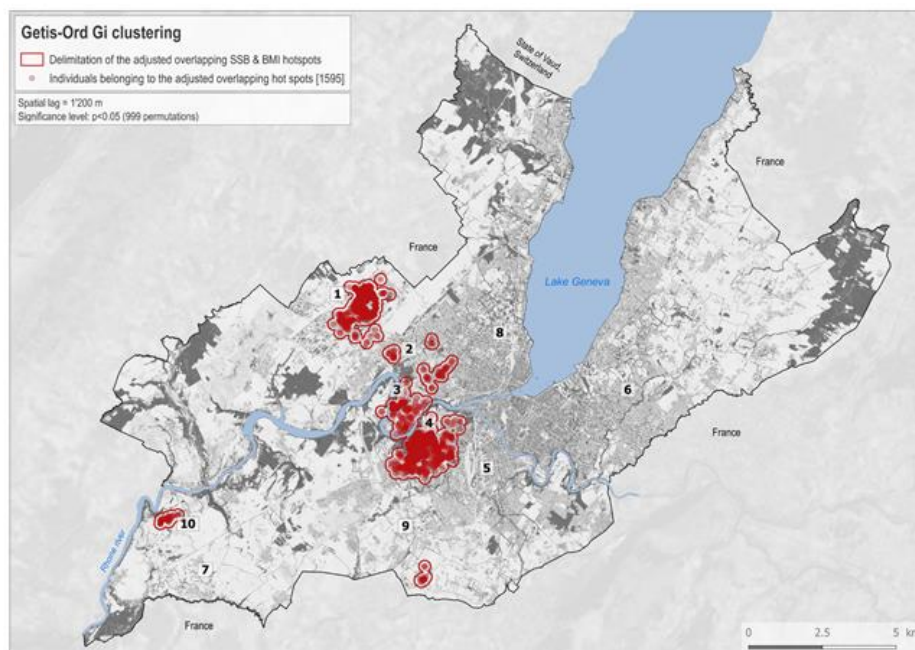 Getis-Ord Gi clustering
Delimitation of the adjusted overlapping SSB & BMI hotspots
Individuals belonging to the adjusted overlapping hot spots [1595]
Spatial lag = 1'200 m
Significance level: p<0.05 (999 permutations)
State of Vaud,
Switzerland
France
France
Lake Geneva
1
2
8
3
6
4
France
5
10
9
Rhone river
7
France
0 2.5 5 km